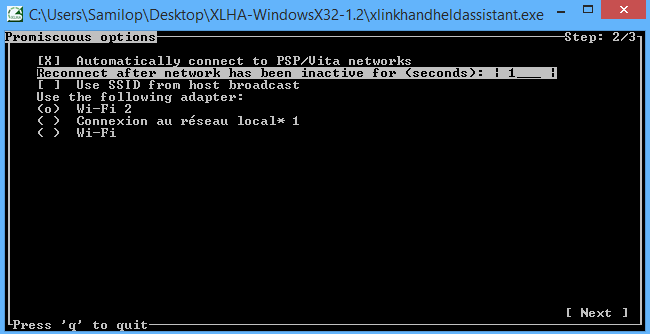 C:\Users\Samilop\Desktop\XLHA-WindowsX32-1.2\xlinkhandheldassistant.exe
Promiscuous options Step: 2/3
[X] Automatically connect to PSP/Vita networks
Reconnect after network has been inactive for (seconds): ¦ 1___ ¦
[ ] Use SSID from host broadcast
Use the following adapter:
(o) Wi-Fi 2
( ) Connexion au réseau local* 1
( ) Wi-Fi
[ Next ]
Press 'q' to quit